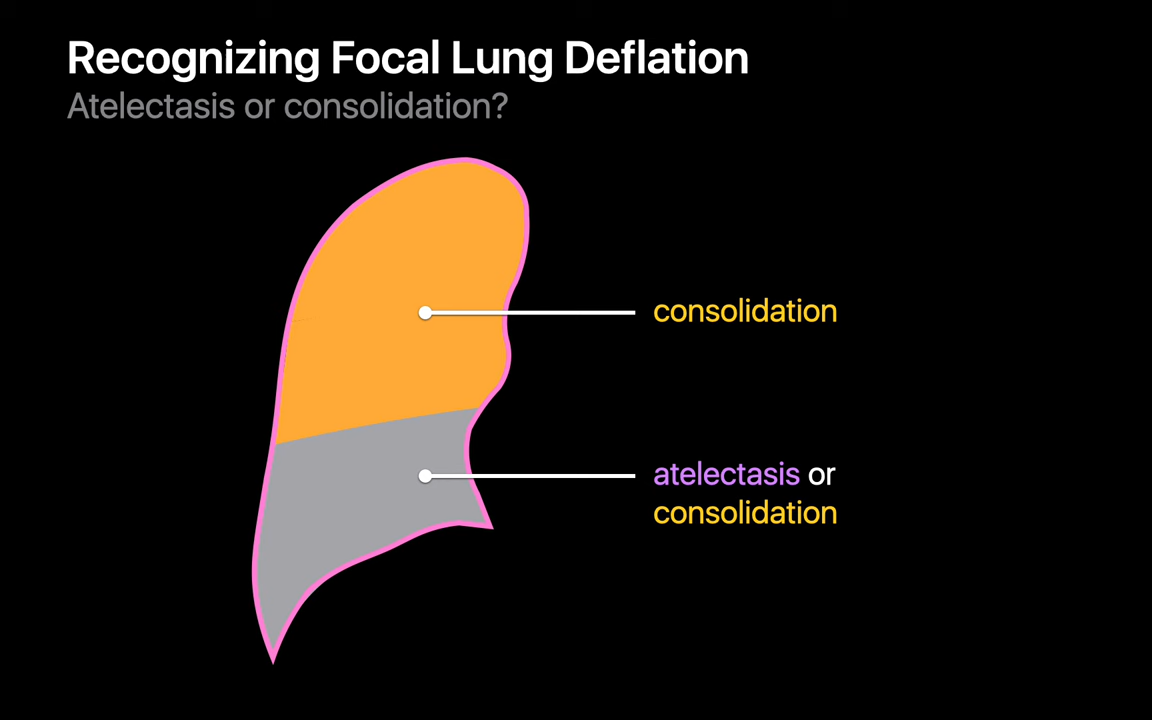 Recognizing Focal Lung Deflation
Atelectasis or consolidation?
consolidation
atelectasis or
consolidation